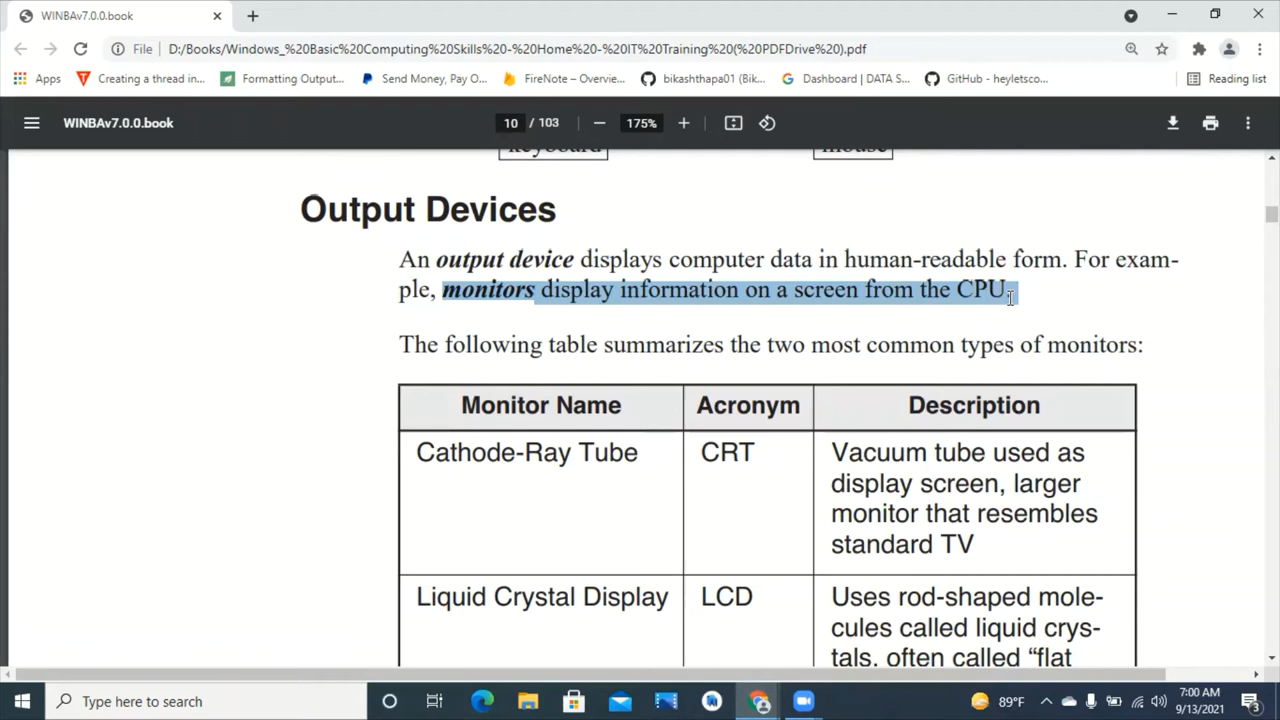 WINBAv7.0.0.book
File D:/Books/Windows_%20Basic%20Computing%20Skills%20-%20Home%20-%20IT%20Training%20(%20PDFDrive%20).pdf
Apps Creating a thread in... Formatting Output... Send Money, Pay O... FireNote – Overvie... bikashthapa01 (Bik... Dashboard | DATA S... GitHub - heyletsco... Reading list
WINBAv7.0.0.book 10 / 103 175%
keyboard mouse
Output Devices
An output device displays computer data in human-readable form. For exam-
ple, monitors display information on a screen from the CPU.
The following table summarizes the two most common types of monitors:
Monitor Name Acronym Description
Cathode-Ray Tube CRT Vacuum tube used as
display screen, larger
monitor that resembles
standard TV
Liquid Crystal Display LCD Uses rod-shaped mole-
cules called liquid crys-
tals, often called “flat
Type here to search 89°F 7:00 AM
9/13/2021 3